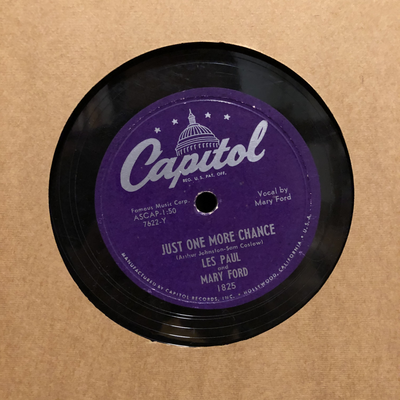 Capitol
REG. U.S. PAT. OFF.
Famous Music Corp.
ASCAP-1:50
7822-Y
Vocal by
Mary Ford
JUST ONE MORE CHANCE
(Arthur Johnston-Sam Coslow)
LES PAUL
and
MARY FORD
1825
MANUFACTURED BY CAPITOL RECORDS, INC. • HOLLYWOOD, CALIFORNIA • U.S.A.